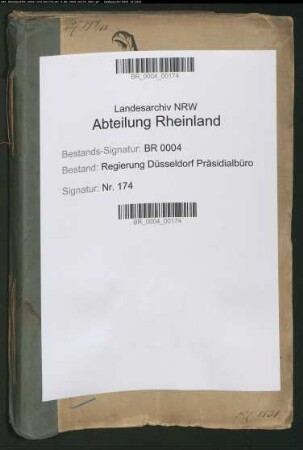 BR_0004_00174
Landesarchiv NRW
Abteilung Rheinland
Bestands-Signatur: BR 0004
Bestand: Regierung Düsseldorf Präsidialbüro
Signatur: Nr. 174
BR_0004_00174